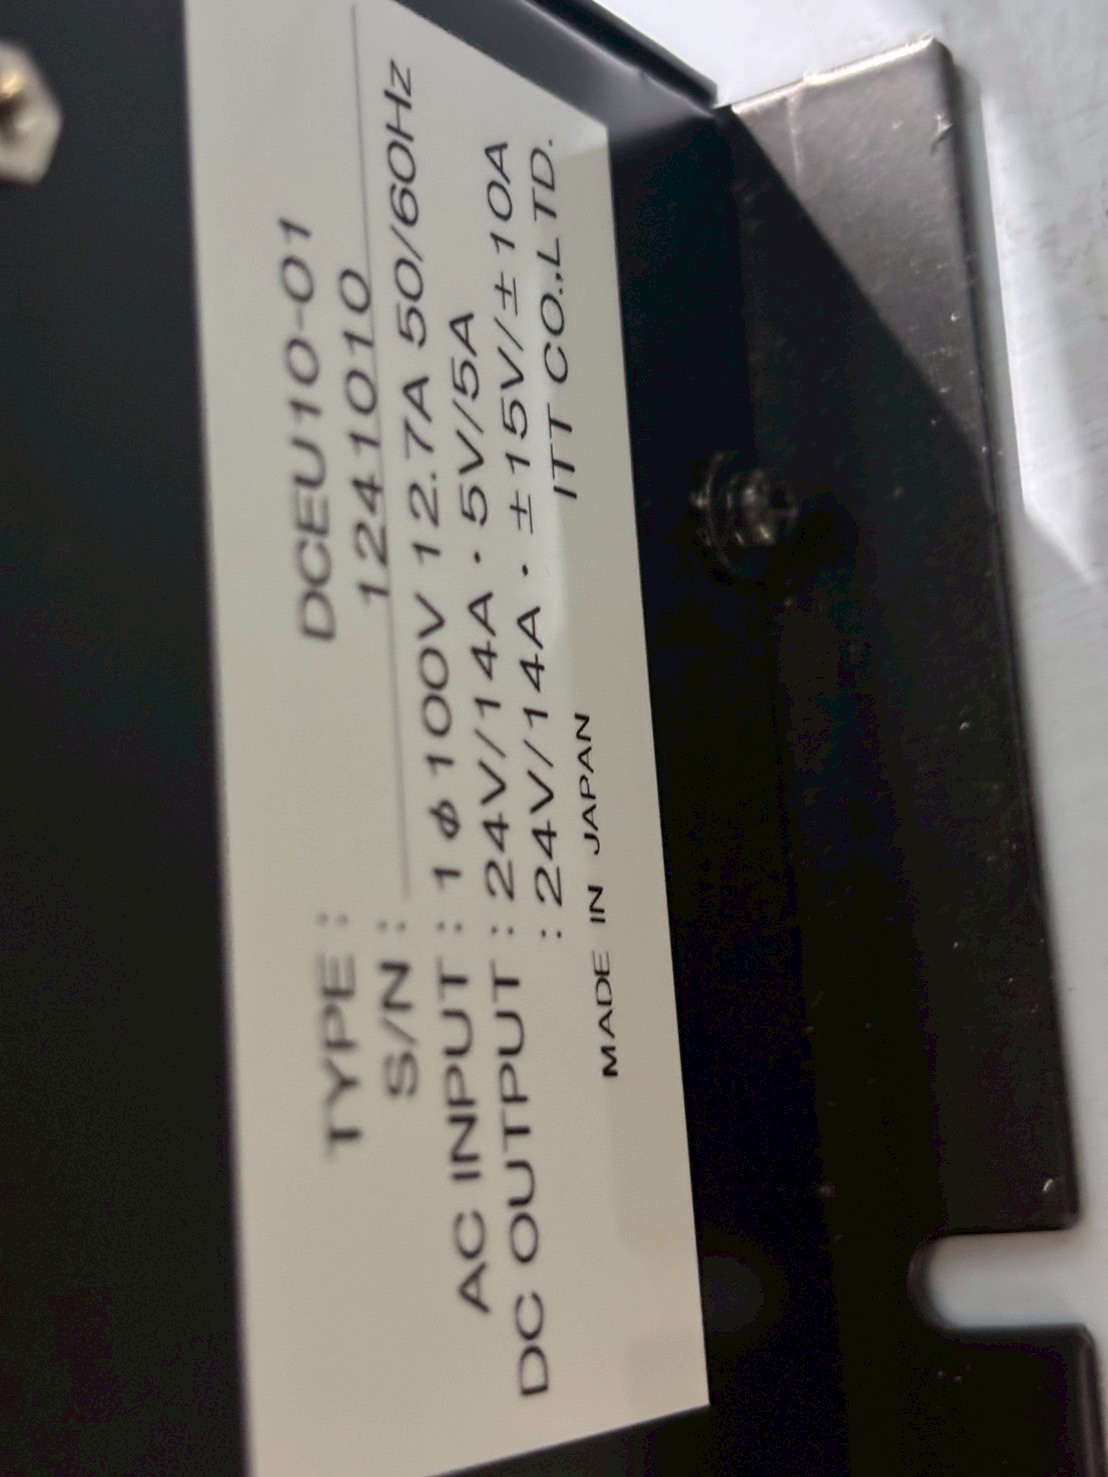 TYPE : DCEU10-01
S/N : 1241010
AC INPUT : 1 ϕ 100V 12.7A 50/60Hz
DC OUTPUT : 24V/14A · 5V/5A
: 24V/14A · ±15V/±10A
MADE IN JAPAN ITT CO.,LTD.